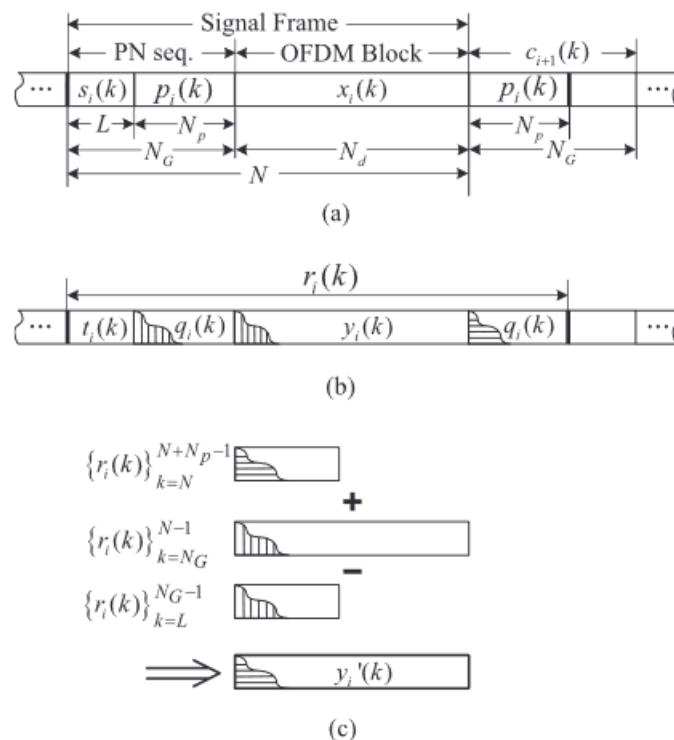 Signal Frame
PN seq. OFDM Block c_{i+1}(k)
··· s_i(k) p_i(k) x_i(k) p_i(k) ···
L N_p N_p
N_G N_d N_G
N
(a)
r_i(k)
··· t_i(k) q_i(k) y_i(k) q_i(k) ···
(b)
{r_i(k)}_{k=N}^{N+N_p-1}
+
{r_i(k)}_{k=N_G}^{N-1}
−
{r_i(k)}_{k=L}^{N_G-1}
y_i'(k)
(c)